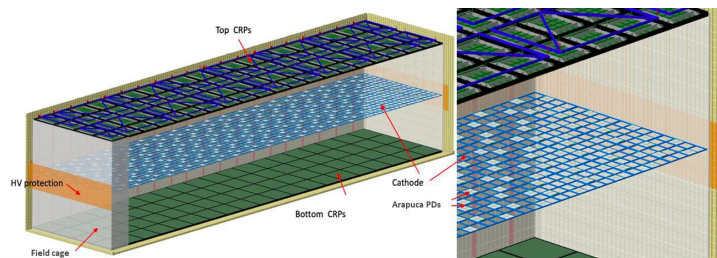 Top CRPs
HV protection
Cathode
Arapuca PDs
Bottom CRPs
Field cage